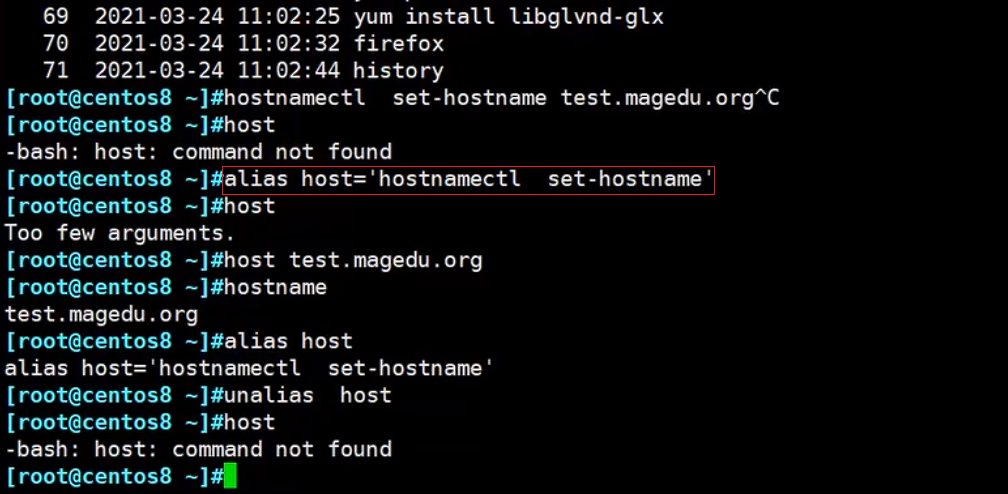 69  2021-03-24 11:02:25 yum install libglvnd-glx
70  2021-03-24 11:02:32 firefox
71  2021-03-24 11:02:44 history
[root@centos8 ~]#hostnamectl  set-hostname test.magedu.org^C
[root@centos8 ~]#host
-bash: host: command not found
[root@centos8 ~]#alias host='hostnamectl  set-hostname'
[root@centos8 ~]#host
Too few arguments.
[root@centos8 ~]#host test.magedu.org
[root@centos8 ~]#hostname
test.magedu.org
[root@centos8 ~]#alias host
alias host='hostnamectl  set-hostname'
[root@centos8 ~]#unalias  host
[root@centos8 ~]#host
-bash: host: command not found
[root@centos8 ~]#